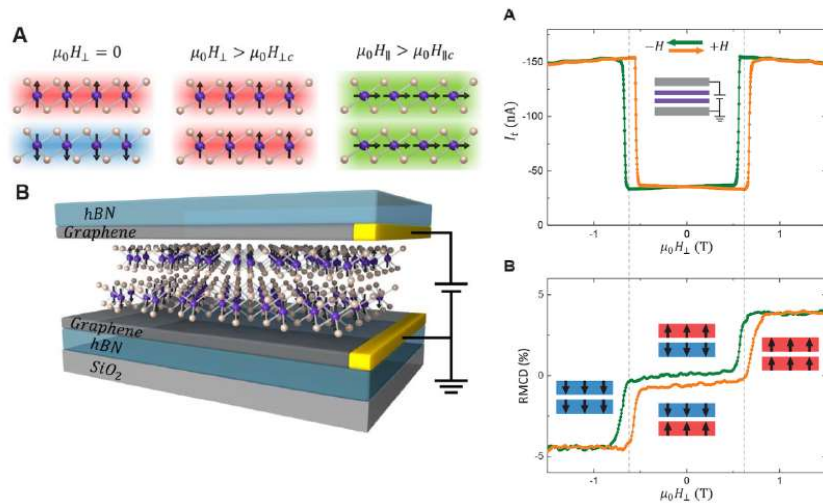 A
μ₀H⊥ = 0
μ₀H⊥ > μ₀H⊥c
μ₀H∥ > μ₀H∥c
B
hBN
Graphene
Graphene
hBN
SiO₂
A
-150
-100
-50
0
Iₜ (nA)
−H
+H
-1
0
1
μ₀H⊥ (T)
B
5
0
-5
RMCD (%)
-1
0
1
μ₀H⊥ (T)